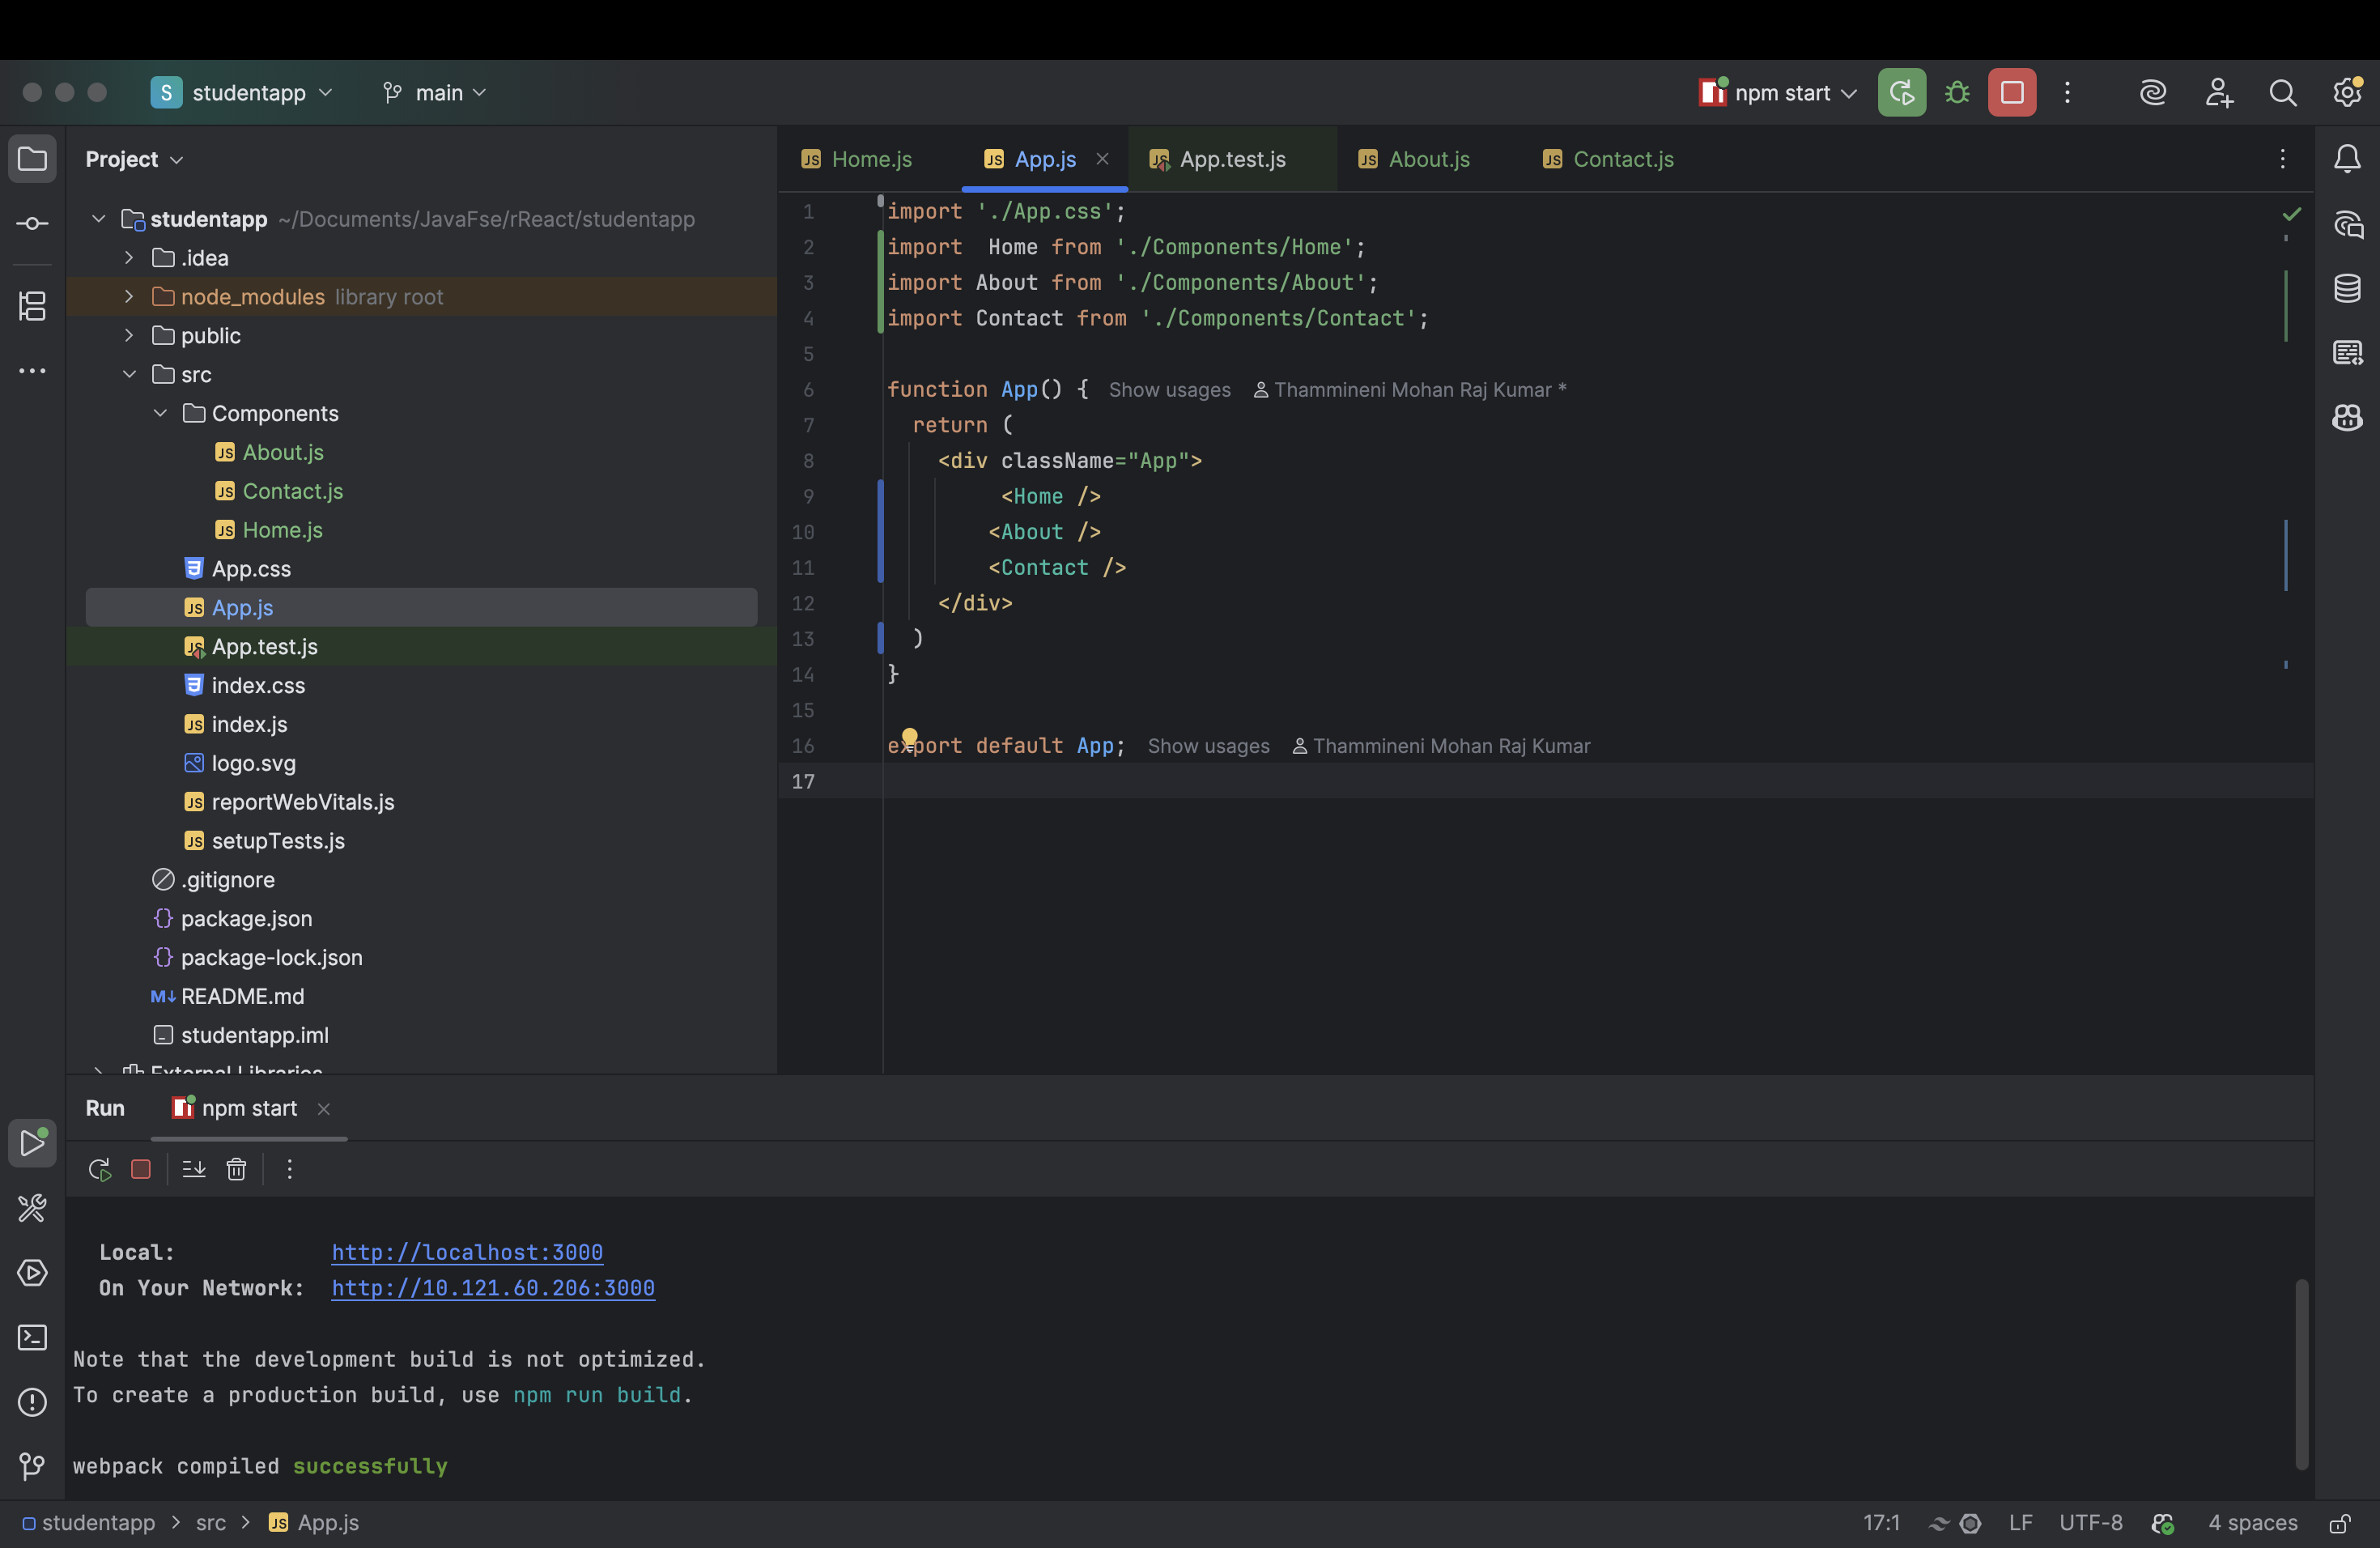 S studentapp main npm start
Project
Home.js App.js App.test.js About.js Contact.js
studentapp ~/Documents/JavaFse/rReact/studentapp
.idea
node_modules library root
public
src
Components
JS About.js
JS Contact.js
JS Home.js
App.css
JS App.js
App.test.js
index.css
JS index.js
logo.svg
JS reportWebVitals.js
JS setupTests.js
.gitignore
{} package.json
{} package-lock.json
M↓ README.md
studentapp.iml
External Libraries
1 import './App.css';
2 import  Home from './Components/Home';
3 import About from './Components/About';
4 import Contact from './Components/Contact';
5
6 function App() { Show usages Thammineni Mohan Raj Kumar *
7   return (
8     <div className="App">
9          <Home />
10         <About />
11         <Contact />
12     </div>
13   )
14 }
15
16 export default App; Show usages Thammineni Mohan Raj Kumar
17
Run npm start
Local: http://localhost:3000
On Your Network: http://10.121.60.206:3000
Note that the development build is not optimized.
To create a production build, use npm run build.
webpack compiled successfully
studentapp > src > JS App.js 17:1 LF UTF-8 4 spaces